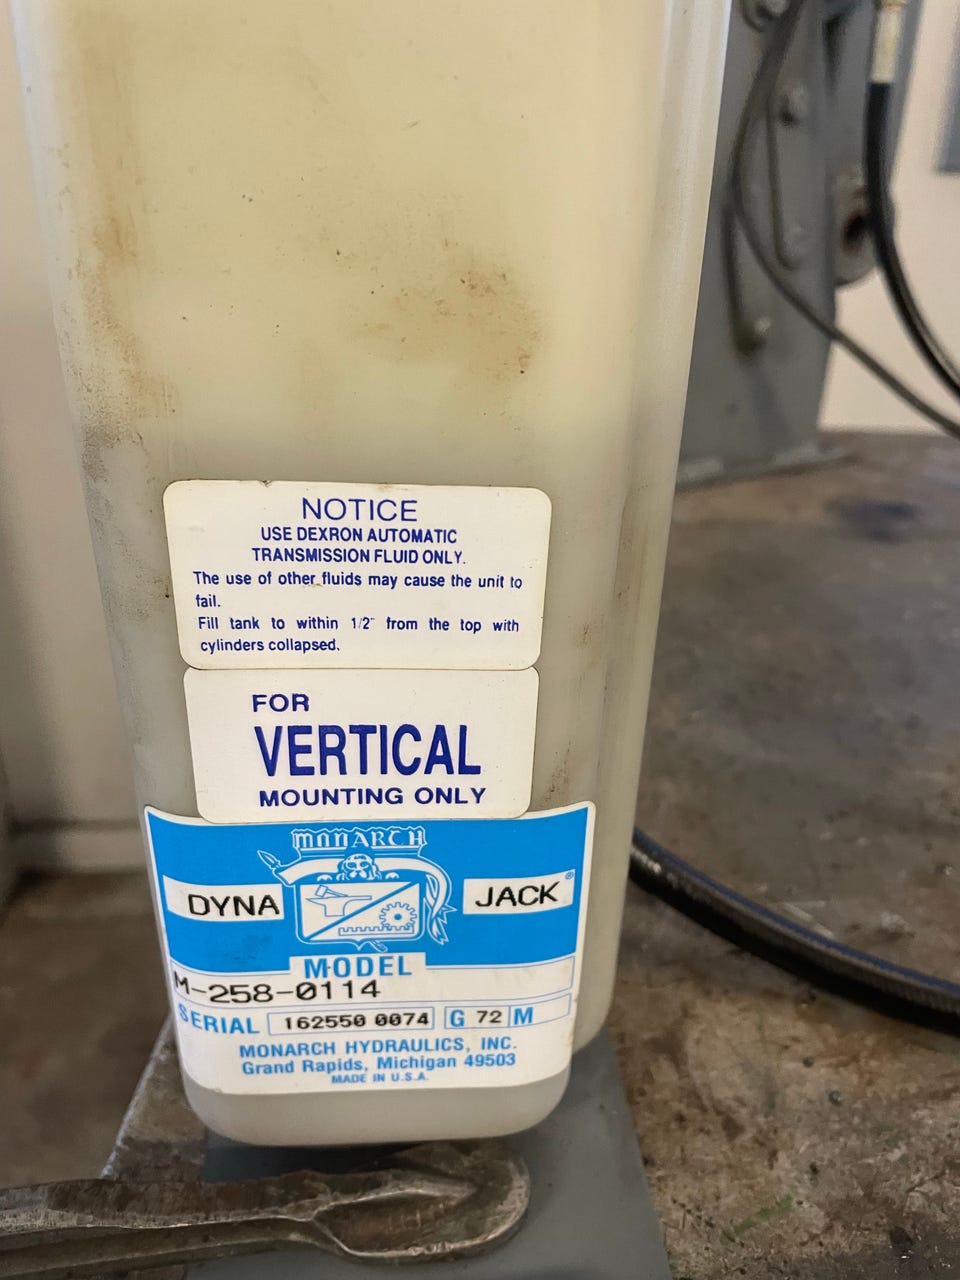 NOTICE
USE DEXRON AUTOMATIC
TRANSMISSION FLUID ONLY.
The use of other fluids may cause the unit to
fail.
Fill tank to within 1/2" from the top with
cylinders collapsed.
FOR
VERTICAL
MOUNTING ONLY
MONARCH
DYNA JACK®
MODEL
M-258-0114
SERIAL 162550 0074 G 72 M
MONARCH HYDRAULICS, INC.
Grand Rapids, Michigan 49503
MADE IN U.S.A.